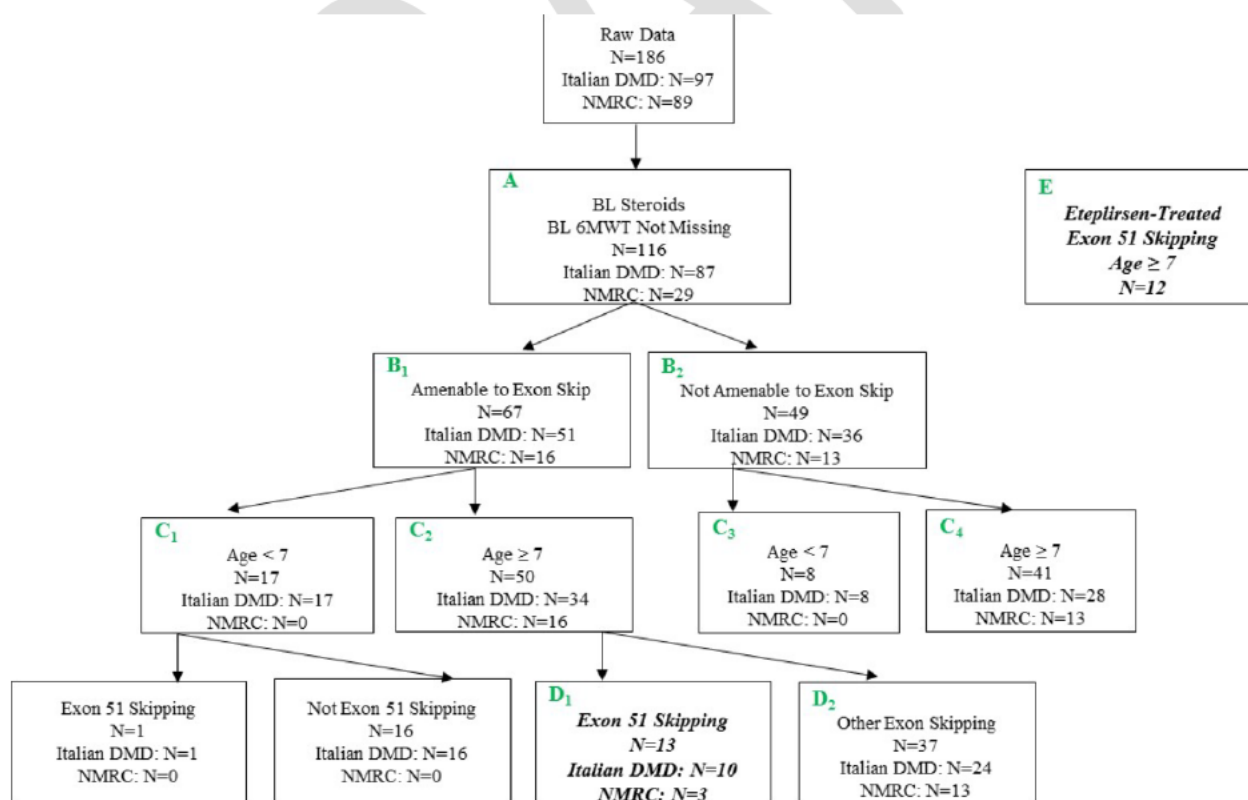 Raw Data
N=186
Italian DMD: N=97
NMRC: N=89
A
BL Steroids
BL 6MWT Not Missing
N=116
Italian DMD: N=87
NMRC: N=29
E
Eteplirsen-Treated
Exon 51 Skipping
Age ≥ 7
N=12
B₁
Amenable to Exon Skip
N=67
Italian DMD: N=51
NMRC: N=16
B₂
Not Amenable to Exon Skip
N=49
Italian DMD: N=36
NMRC: N=13
C₁
Age < 7
N=17
Italian DMD: N=17
NMRC: N=0
C₂
Age ≥ 7
N=50
Italian DMD: N=34
NMRC: N=16
C₃
Age < 7
N=8
Italian DMD: N=8
NMRC: N=0
C₄
Age ≥ 7
N=41
Italian DMD: N=28
NMRC: N=13
Exon 51 Skipping
N=1
Italian DMD: N=1
NMRC: N=0
Not Exon 51 Skipping
N=16
Italian DMD: N=16
NMRC: N=0
D₁
Exon 51 Skipping
N=13
Italian DMD: N=10
NMRC: N=3
D₂
Other Exon Skipping
N=37
Italian DMD: N=24
NMRC: N=13